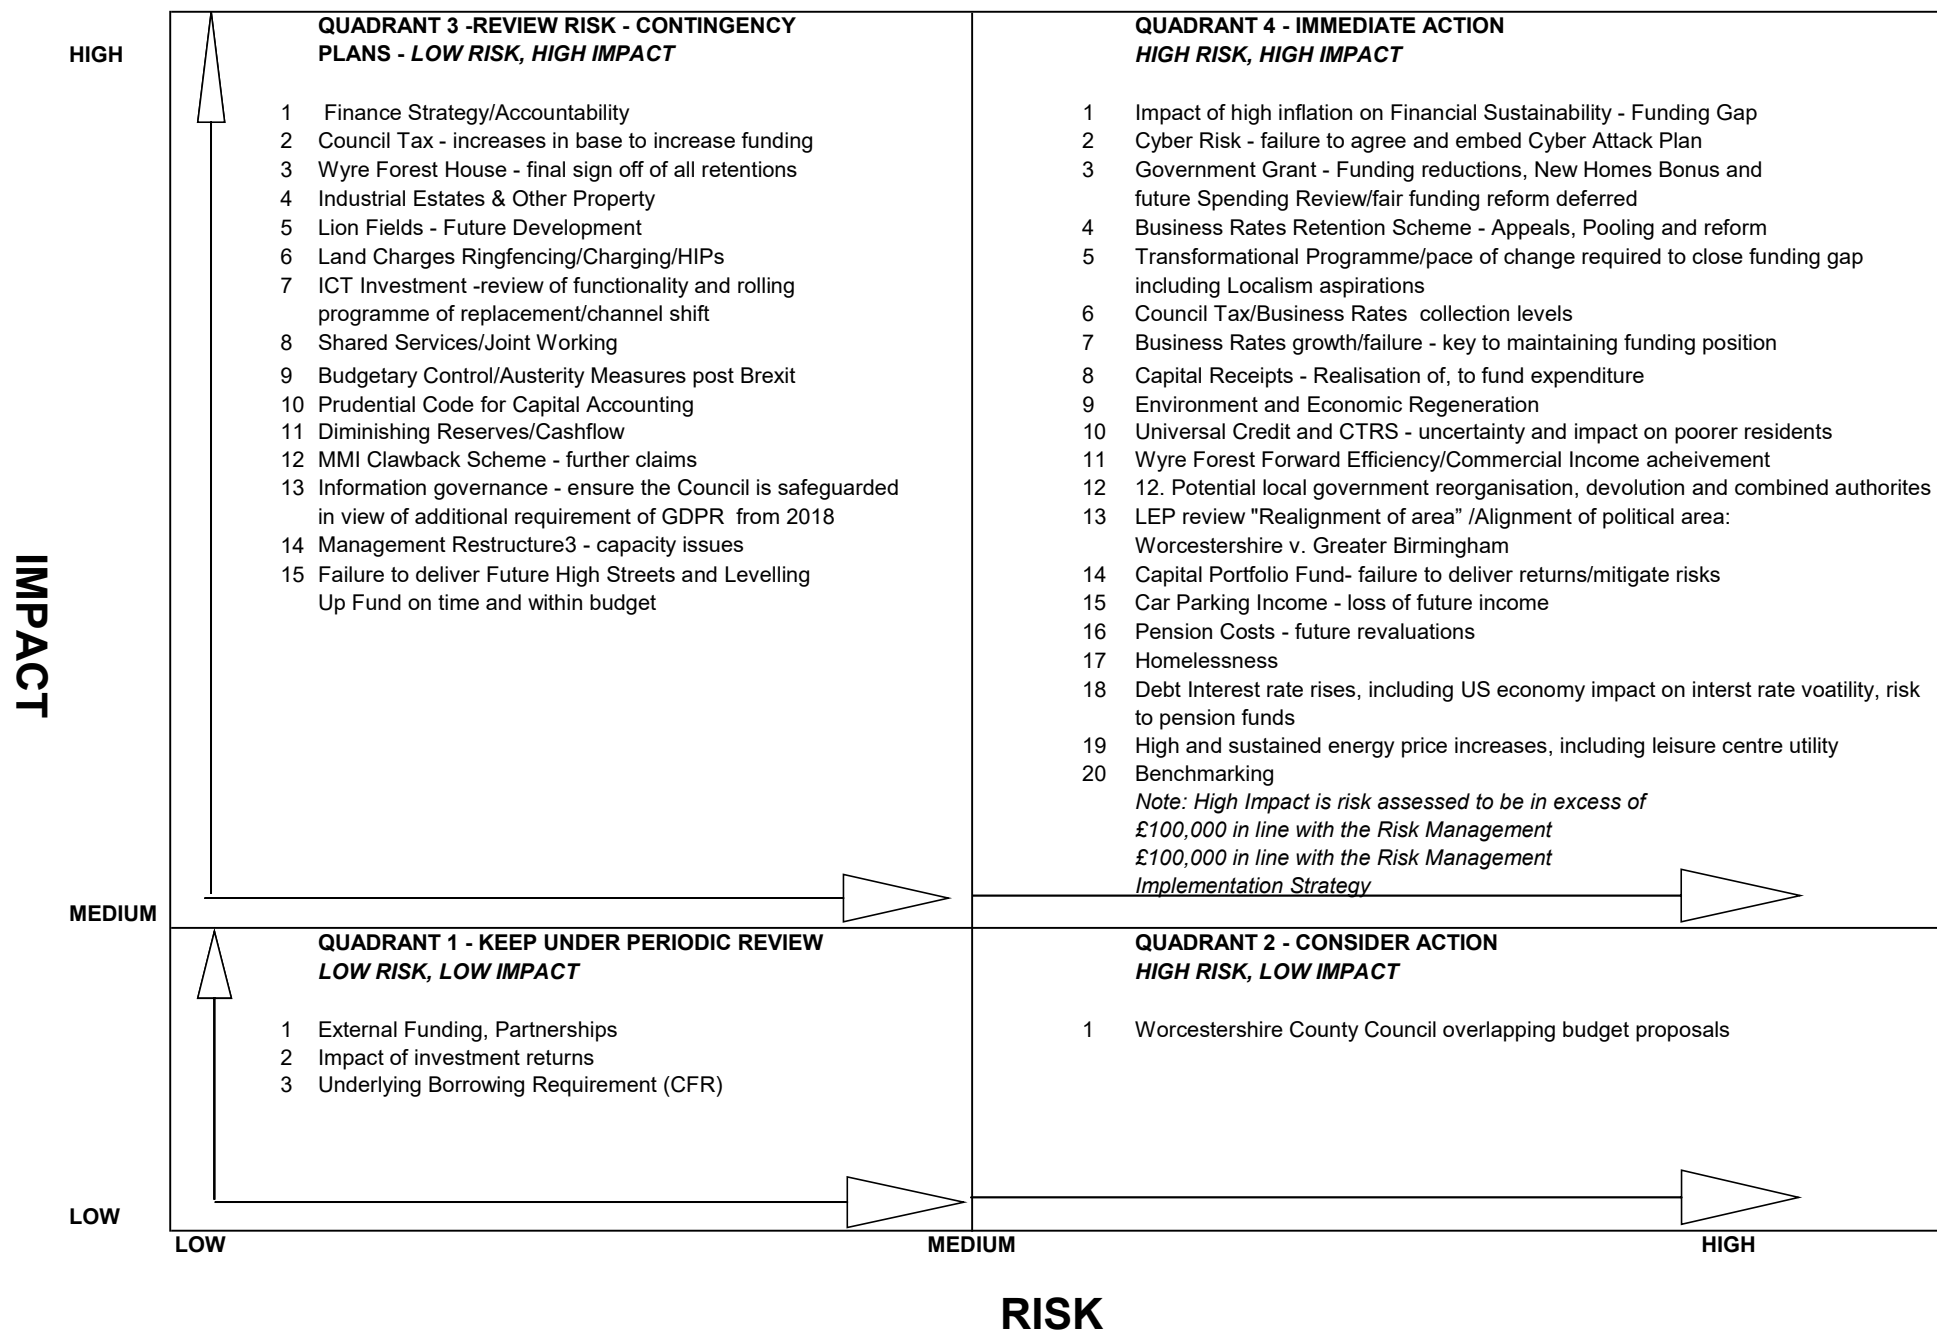 HIGH
QUADRANT 3 -REVIEW RISK - CONTINGENCY
PLANS - LOW RISK, HIGH IMPACT
1 Finance Strategy/Accountability
2 Council Tax - increases in base to increase funding
3 Wyre Forest House - final sign off of all retentions
4 Industrial Estates & Other Property
5 Lion Fields - Future Development
6 Land Charges Ringfencing/Charging/HIPs
7 ICT Investment -review of functionality and rolling
programme of replacement/channel shift
8 Shared Services/Joint Working
9 Budgetary Control/Austerity Measures post Brexit
10 Prudential Code for Capital Accounting
11 Diminishing Reserves/Cashflow
12 MMI Clawback Scheme - further claims
13 Information governance - ensure the Council is safeguarded
in view of additional requirement of GDPR from 2018
14 Management Restructure3 - capacity issues
15 Failure to deliver Future High Streets and Levelling
Up Fund on time and within budget
QUADRANT 4 - IMMEDIATE ACTION
HIGH RISK, HIGH IMPACT
1 Impact of high inflation on Financial Sustainability - Funding Gap
2 Cyber Risk - failure to agree and embed Cyber Attack Plan
3 Government Grant - Funding reductions, New Homes Bonus and
future Spending Review/fair funding reform deferred
4 Business Rates Retention Scheme - Appeals, Pooling and reform
5 Transformational Programme/pace of change required to close funding gap
including Localism aspirations
6 Council Tax/Business Rates collection levels
7 Business Rates growth/failure - key to maintaining funding position
8 Capital Receipts - Realisation of, to fund expenditure
9 Environment and Economic Regeneration
10 Universal Credit and CTRS - uncertainty and impact on poorer residents
11 Wyre Forest Forward Efficiency/Commercial Income acheivement
12 12. Potential local government reorganisation, devolution and combined authorites
13 LEP review "Realignment of area” /Alignment of political area:
Worcestershire v. Greater Birmingham
14 Capital Portfolio Fund- failure to deliver returns/mitigate risks
15 Car Parking Income - loss of future income
16 Pension Costs - future revaluations
17 Homelessness
18 Debt Interest rate rises, including US economy impact on interst rate voatility, risk
to pension funds
19 High and sustained energy price increases, including leisure centre utility
20 Benchmarking
Note: High Impact is risk assessed to be in excess of
£100,000 in line with the Risk Management
£100,000 in line with the Risk Management
Implementation Strategy
IMPACT
MEDIUM
QUADRANT 1 - KEEP UNDER PERIODIC REVIEW
LOW RISK, LOW IMPACT
1 External Funding, Partnerships
2 Impact of investment returns
3 Underlying Borrowing Requirement (CFR)
QUADRANT 2 - CONSIDER ACTION
HIGH RISK, LOW IMPACT
1 Worcestershire County Council overlapping budget proposals
LOW
LOW MEDIUM HIGH
RISK